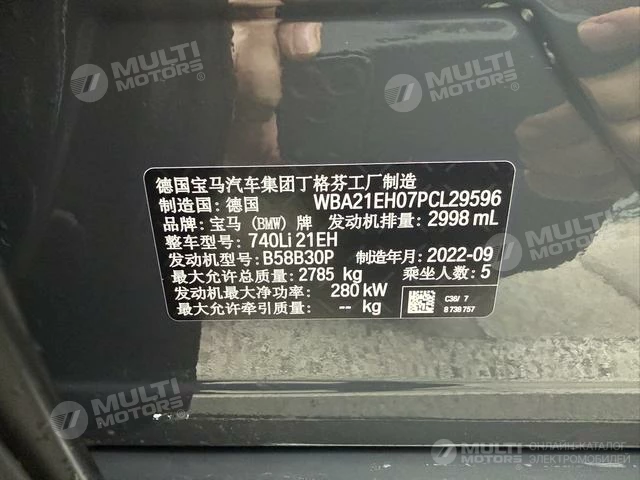 MULTI MOTORS®
MULTI MOTORS®
德国宝马汽车集团丁格芬工厂制造
制造国: 德国 WBA21EH07PCL29596
品牌: 宝马 (BMW) 牌 发动机排量: 2998 mL
整车型号: 740Li 21EH
发动机型号: B58B30P 制造年月: 2022-09
最大允许总质量: 2785 kg 乘坐人数: 5
发动机最大净功率: 280 kW
最大允许牵引质量: -- kg
C36/ 7
8 738 757
MULTI MOTORS®
MULTI MOTORS®
ОНЛАЙН-КАТАЛОГ
ЭЛЕКТРОМОБИЛЕЙ